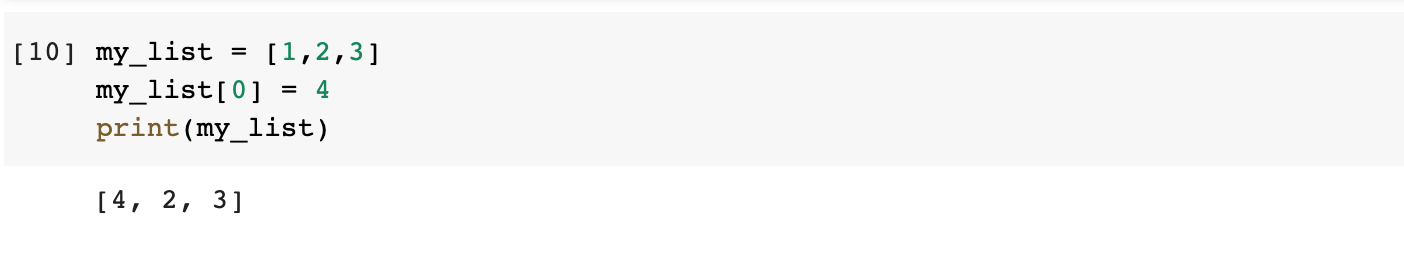 [10] my_list = [1,2,3]
my_list[0] = 4
print(my_list)
[4, 2, 3]